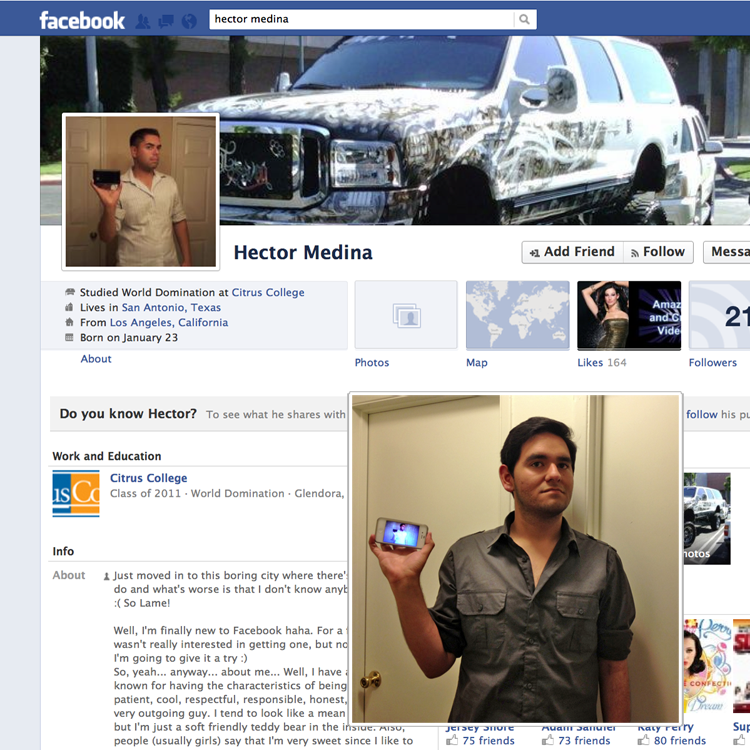 facebook
hector medina
Hector Medina
Add Friend
Follow
Messa
Studied World Domination at Citrus College
Lives in San Antonio, Texas
From Los Angeles, California
Born on January 23
About
Photos
Map
Amaz
and C
Vide
Likes 164
21
Followers
Do you know Hector? To see what he shares with
follow his pu
Work and Education
Citrus College
Class of 2011 · World Domination · Glendora,
hotos
Info
About
Just moved in to this boring city where there's
do and what's worse is that I don't know anyb
:( So Lame!
Well, I'm finally new to Facebook haha. For a
wasn't really interested in getting one, but no
I'm going to give it a try :)
So, yeah... anyway... about me... Well, I have a
known for having the characteristics of being
patient, cool, respectful, responsible, honest,
very outgoing guy. I tend to look like a mean
but I'm just a soft friendly teddy bear in the inside. Also,
people (usually girls) say that I'm very sweet since I like to
Jersey Shore
75 friends
Adam Sandler
73 friends
Katy Perry
80 friends
Sup